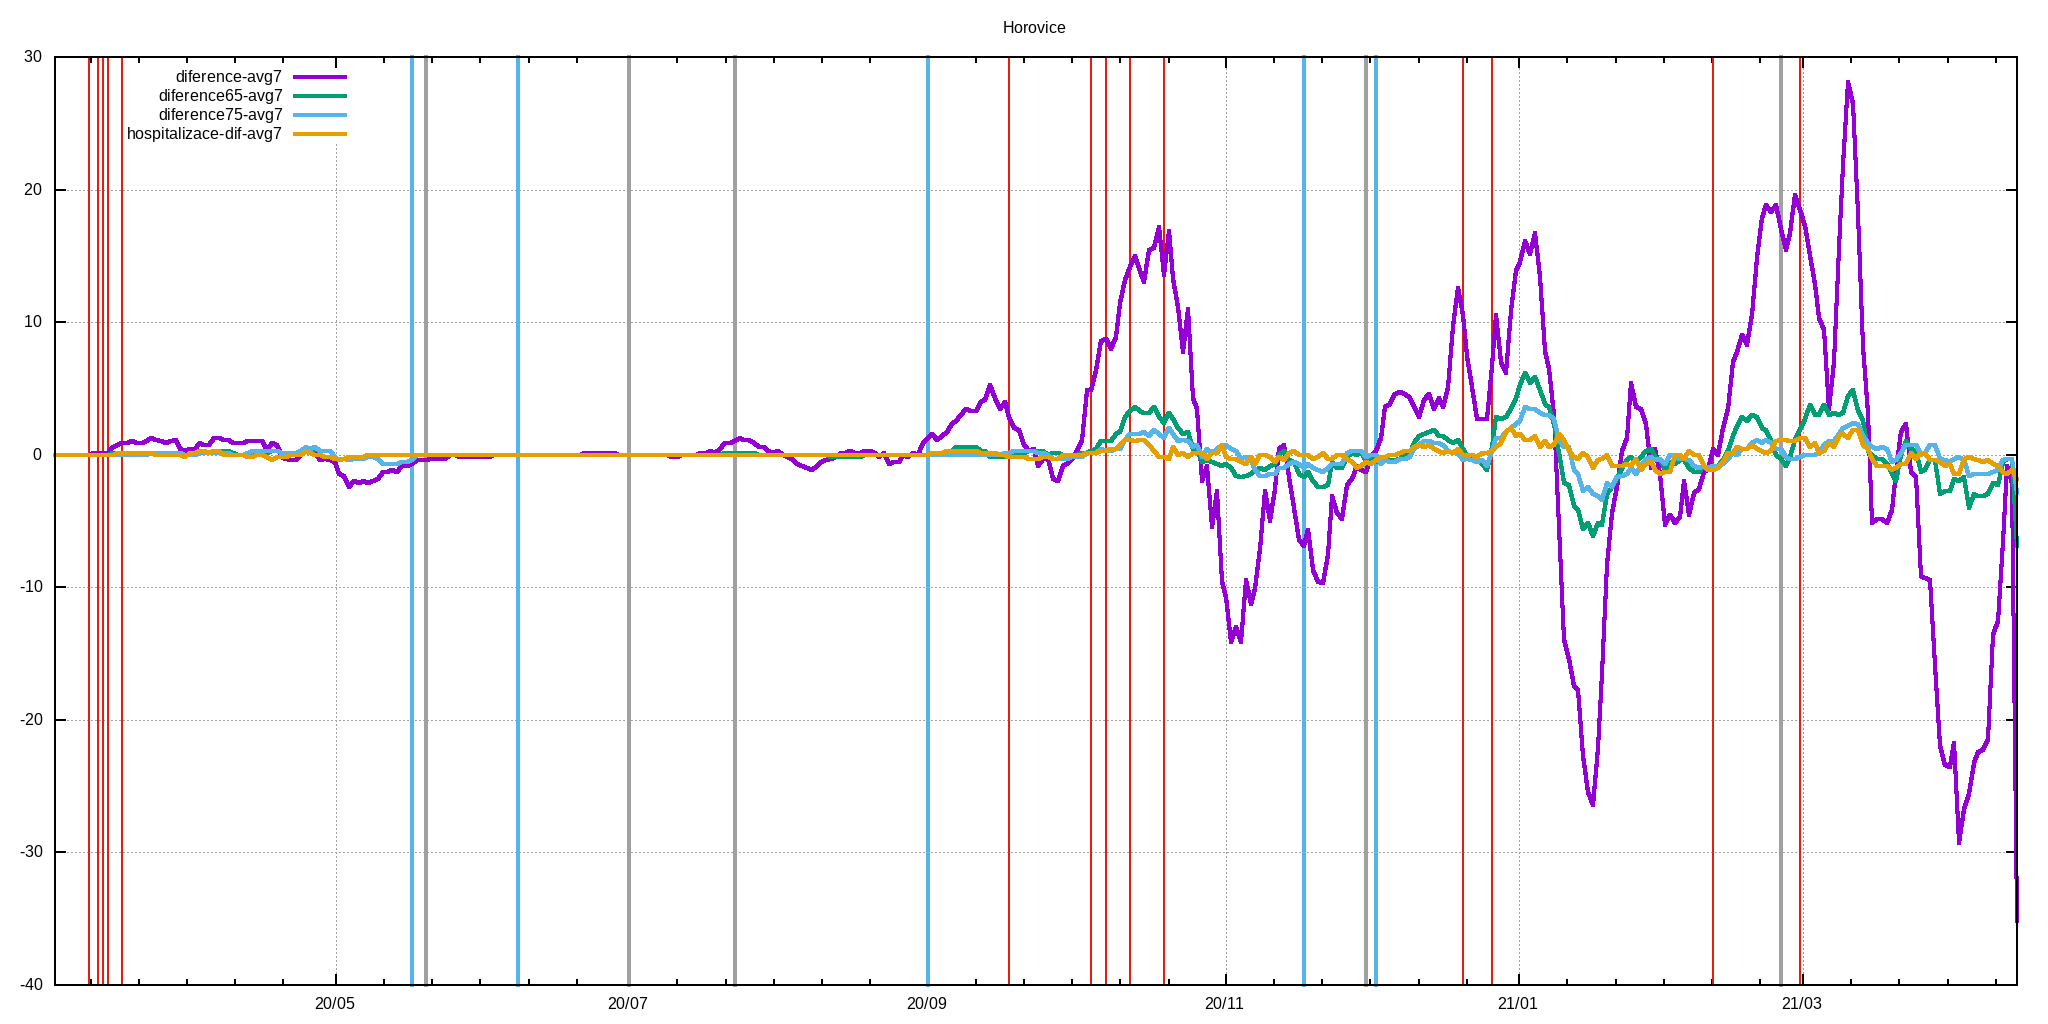 Horovice
diference-avg7
diference65-avg7
diference75-avg7
hospitalizace-dif-avg7
30
20
10
0
-10
-20
-30
-40
20/05 20/07 20/09 20/11 21/01 21/03